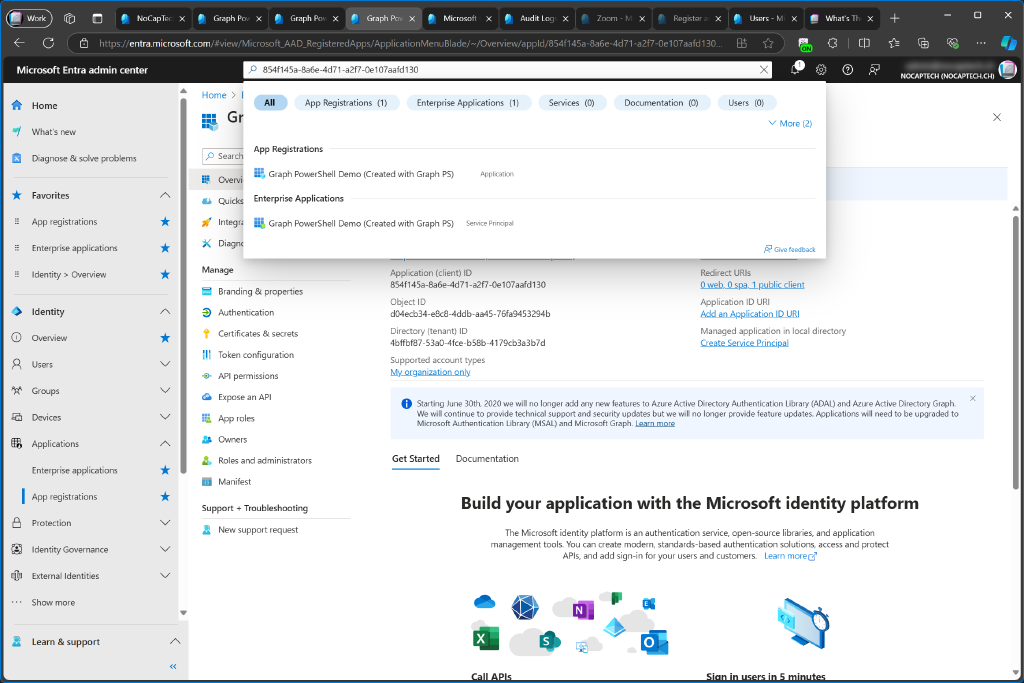 Work
NoCapTec
Graph Pow
Graph Pow
Graph Pow
Microsoft
Audit Log
Zoom - M
Register a
Users - M
What's Th
https://entra.microsoft.com/#view/Microsoft_AAD_RegisteredApps/ApplicationMenuBlade/~/Overview/appId/854f145a-8a6e-4d71-a2f7-0e107aafd130...
ON
Microsoft Entra admin center
854f145a-8a6e-4d71-a2f7-0e107aafd130
1
NOCAPTECH (NOCAPTECH.CH)
All
App Registrations (1)
Enterprise Applications (1)
Services (0)
Documentation (0)
Users (0)
More (2)
App Registrations
Graph PowerShell Demo (Created with Graph PS) Application
Enterprise Applications
Graph PowerShell Demo (Created with Graph PS) Service Principal
Give feedback
Home
What's new
Diagnose & solve problems
Favorites
App registrations
Enterprise applications
Identity > Overview
Identity
Overview
Users
Groups
Devices
Applications
Enterprise applications
App registrations
Protection
Identity Governance
External Identities
Show more
Learn & support
Home >
Gr
Search
Overvi
Quicks
Integra
Diagno
Manage
Branding & properties
Authentication
Certificates & secrets
Token configuration
API permissions
Expose an API
App roles
Owners
Roles and administrators
Manifest
Support + Troubleshooting
New support request
Application (client) ID
854f145a-8a6e-4d71-a2f7-0e107aafd130
Object ID
d04ecb34-e8c8-4ddb-aa45-76fa9453294b
Directory (tenant) ID
4bffbf87-53a0-4fce-b58b-4179cb3a3b7d
Supported account types
My organization only
Redirect URIs
0 web, 0 spa, 1 public client
Application ID URI
Add an Application ID URI
Managed application in local directory
Create Service Principal
Starting June 30th, 2020 we will no longer add any new features to Azure Active Directory Authentication Library (ADAL) and Azure Active Directory Graph.
We will continue to provide technical support and security updates but we will no longer provide feature updates. Applications will need to be upgraded to
Microsoft Authentication Library (MSAL) and Microsoft Graph. Learn more
Get Started
Documentation
Build your application with the Microsoft identity platform
The Microsoft identity platform is an authentication service, open-source libraries, and application
management tools. You can create modern, standards-based authentication solutions, access and protect
APIs, and add sign-in for your users and customers. Learn more
N
E
X
S
O
Call APIs
Sign in users in 5 minutes